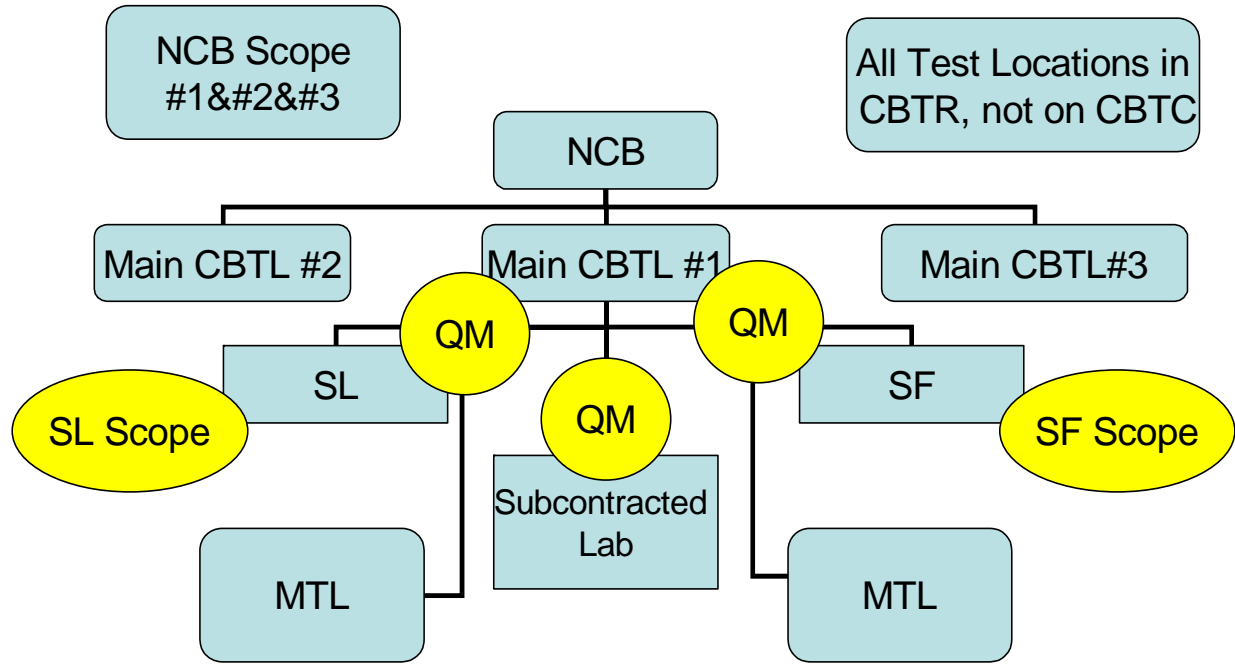 NCB Scope
#1&#2&#3
All Test Locations in
CBTR, not on CBTC
NCB
Main CBTL #2
Main CBTL #1
Main CBTL#3
QM
QM
SL
QM
SF
SL Scope
SF Scope
Subcontracted
Lab
MTL
MTL